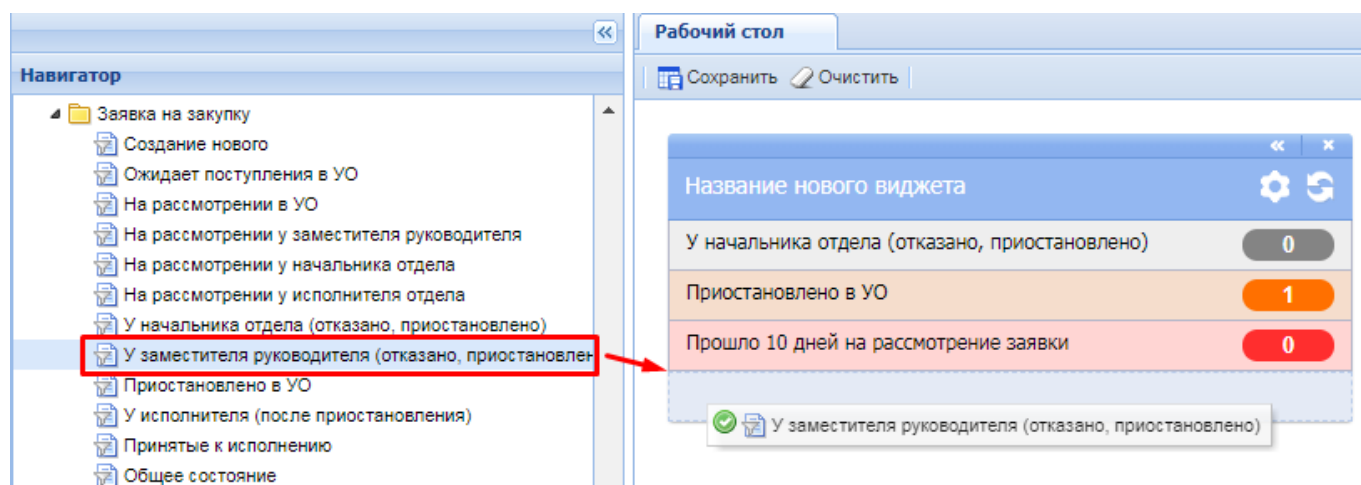 Рабочий стол
Навигатор
Сохранить Очистить
Заявка на закупку
Создание нового
Ожидает поступления в УО
На рассмотрении в УО
На рассмотрении у заместителя руководителя
На рассмотрении у начальника отдела
На рассмотрении у исполнителя отдела
У начальника отдела (отказано, приостановлено)
У заместителя руководителя (отказано, приостановлен
Приостановлено в УО
У исполнителя (после приостановления)
Принятые к исполнению
Общее состояние
Название нового виджета
У начальника отдела (отказано, приостановлено) 0
Приостановлено в УО 1
Прошло 10 дней на рассмотрение заявки 0
У заместителя руководителя (отказано, приостановлено)